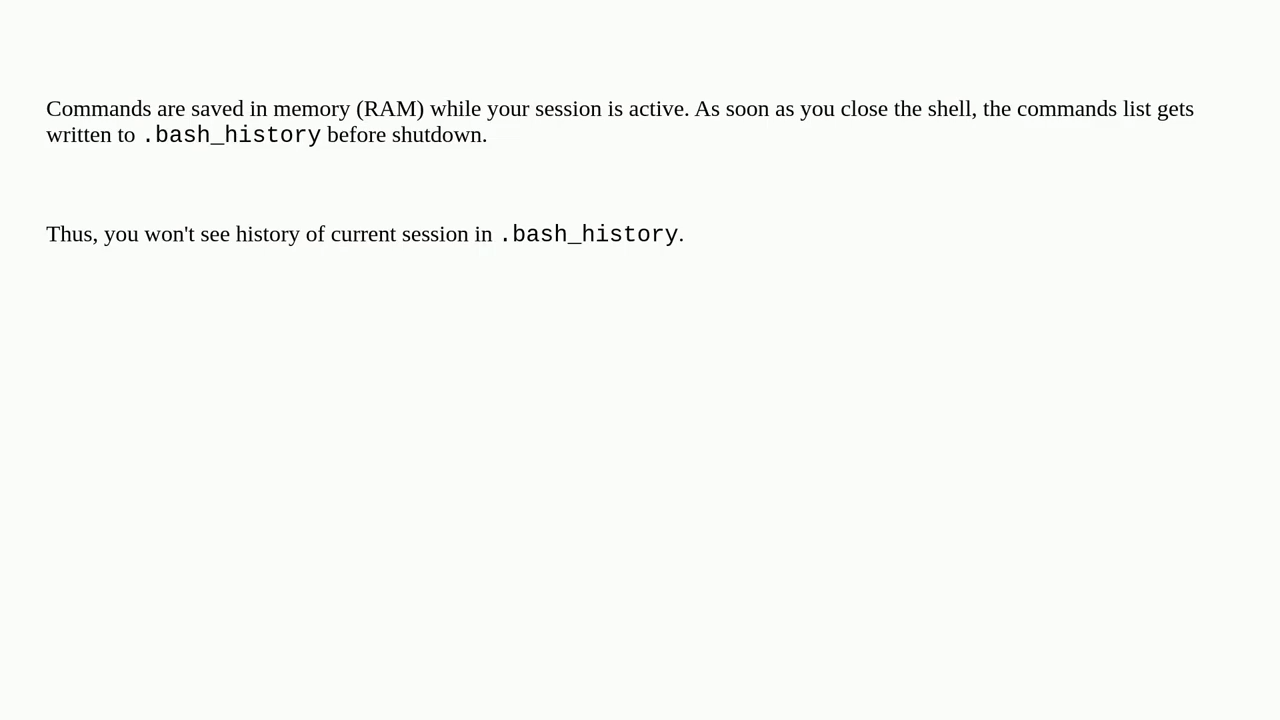 Commands are saved in memory (RAM) while your session is active. As soon as you close the shell, the commands list gets
written to .bash_history before shutdown.
Thus, you won't see history of current session in .bash_history.